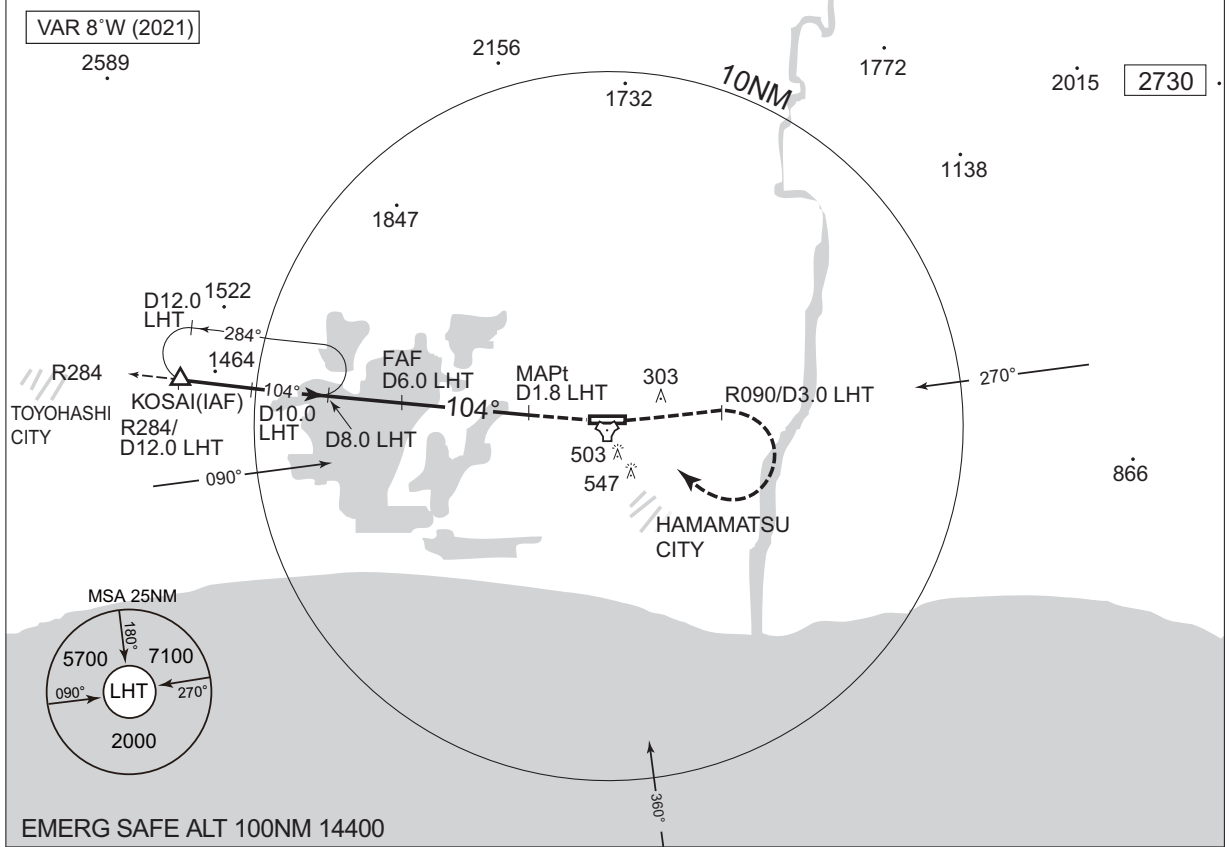 VAR 8°W (2021)
2589
2156
1732
10NM
1772
2015
2730
1138
1847
D12.0
LHT
1522
284°
1464
R284
TOYOHASHI
CITY
KOSAI(IAF)
R284/
D12.0 LHT
104°
D10.0
LHT
D8.0 LHT
FAF
D6.0 LHT
104°
MAPt
D1.8 LHT
303
R090/D3.0 LHT
270°
090°
503
547
HAMAMATSU
CITY
866
MSA 25NM
180°
5700
7100
090°
LHT
270°
2000
360°
EMERG SAFE ALT 100NM 14400